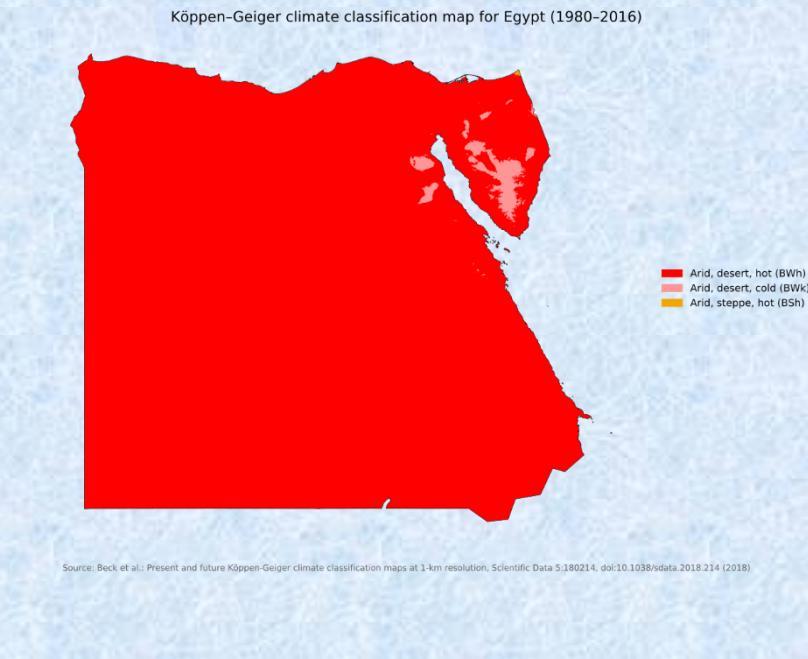 Köppen–Geiger climate classification map for Egypt (1980–2016)
Arid, desert, hot (BWh)
Arid, desert, cold (BWk)
Arid, steppe, hot (BSh)
Source: Beck et al.: Present and future Köppen-Geiger climate classification maps at 1-km resolution, Scientific Data 5:180214, doi:10.1038/sdata.2018.214 (2018)